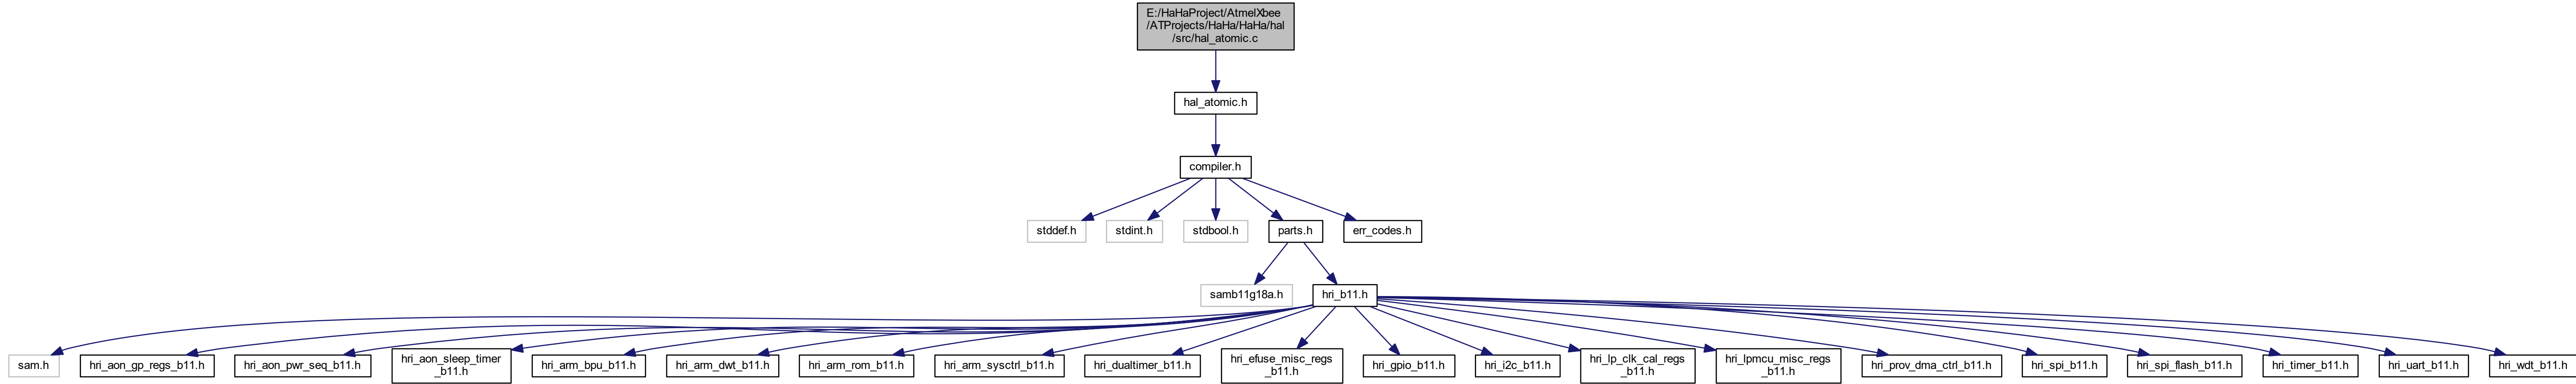 E:/HaHaProject/AtmelXbee
/ATProjects/HaHa/HaHa/hal
/src/hal_atomic.c
hal_atomic.h
compiler.h
stddef.h
stdint.h
stdbool.h
parts.h
err_codes.h
samb11g18a.h
hri_b11.h
sam.h
hri_aon_gp_regs_b11.h
hri_aon_pwr_seq_b11.h
hri_aon_sleep_timer
_b11.h
hri_arm_bpu_b11.h
hri_arm_dwt_b11.h
hri_arm_rom_b11.h
hri_arm_sysctrl_b11.h
hri_dualtimer_b11.h
hri_efuse_misc_regs
_b11.h
hri_gpio_b11.h
hri_i2c_b11.h
hri_lp_clk_cal_regs
_b11.h
hri_lpmcu_misc_regs
_b11.h
hri_prov_dma_ctrl_b11.h
hri_spi_b11.h
hri_spi_flash_b11.h
hri_timer_b11.h
hri_uart_b11.h
hri_wdt_b11.h